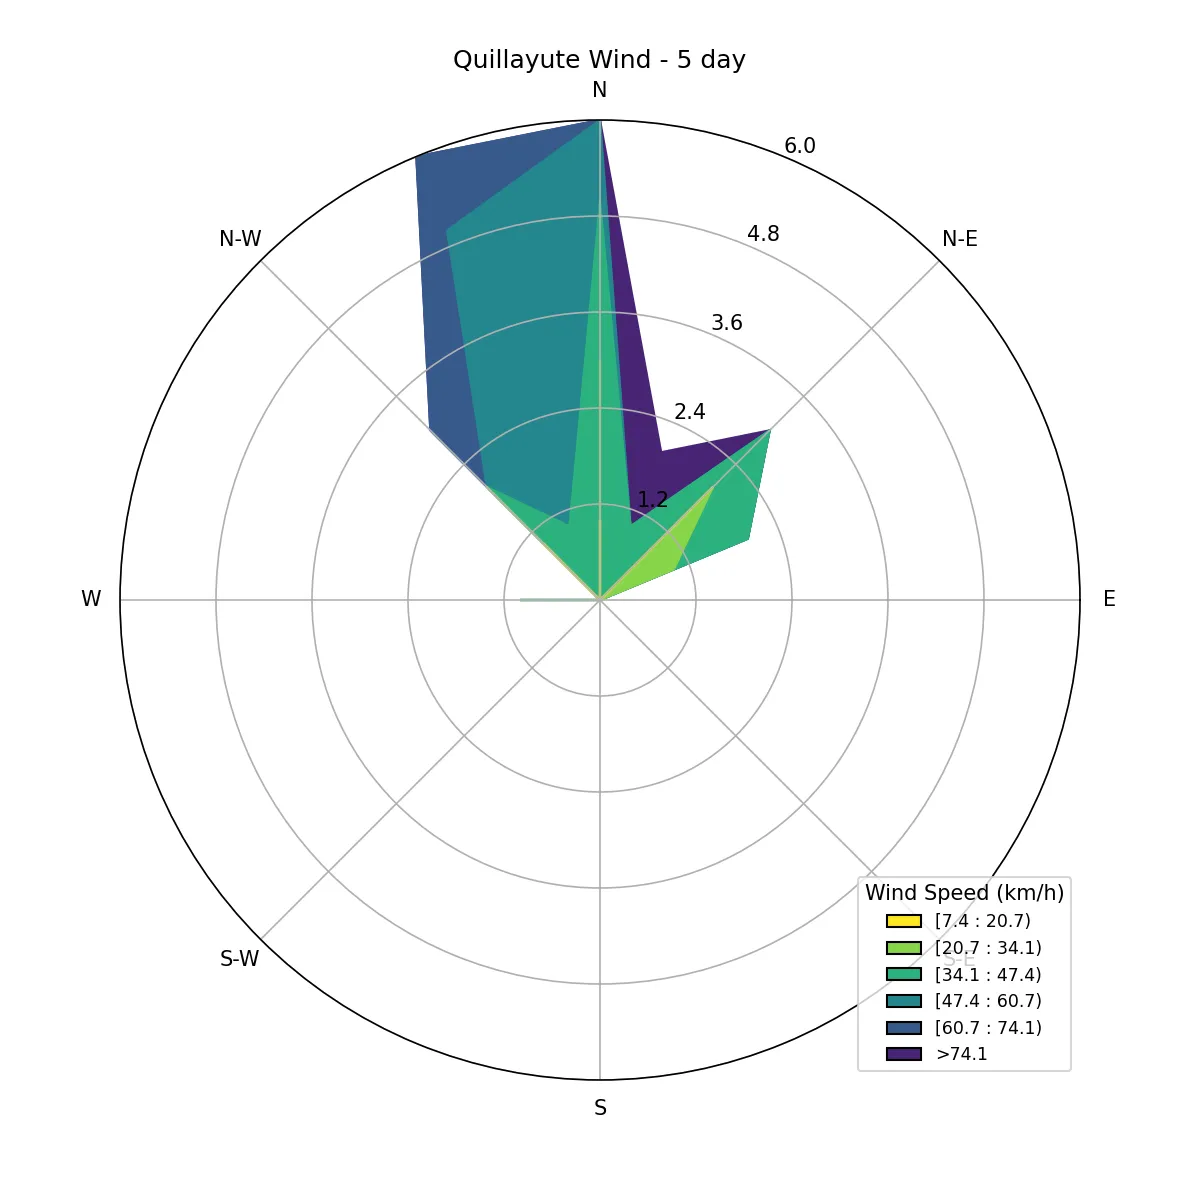 Quillayute Wind - 5 day
N
6.0
N-W
4.8
N-E
3.6
2.4
1.2
W
E
S-W
S-E
S
Wind Speed (km/h)
[7.4 : 20.7)
[20.7 : 34.1)
[34.1 : 47.4)
[47.4 : 60.7)
[60.7 : 74.1)
>74.1